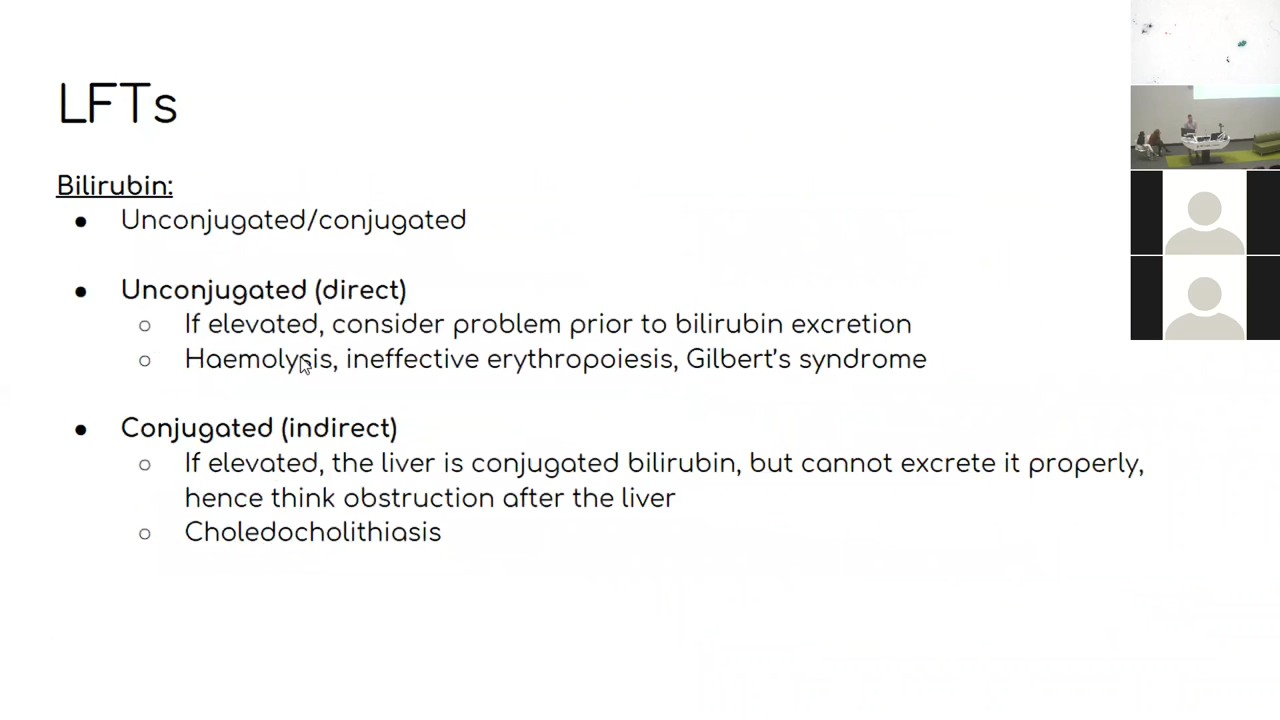 LFTs
Bilirubin:
● Unconjugated/conjugated
● Unconjugated (direct)
○ If elevated, consider problem prior to bilirubin excretion
○ Haemolysis, ineffective erythropoiesis, Gilbert's syndrome
● Conjugated (indirect)
○ If elevated, the liver is conjugated bilirubin, but cannot excrete it properly,
hence think obstruction after the liver
○ Choledocholithiasis